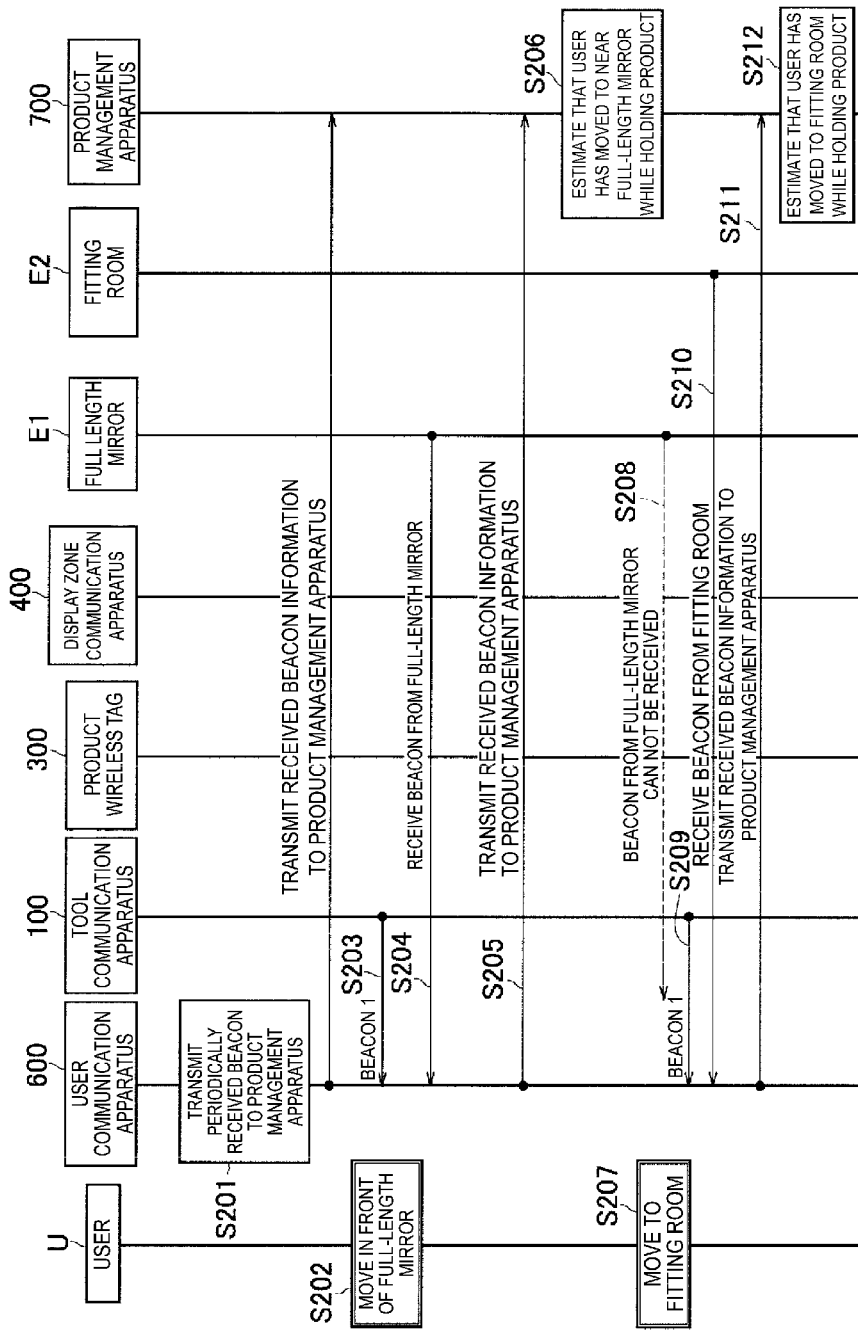 U
USER
600
USER
COMMUNICATION
APPARATUS
100
TOOL
COMMUNICATION
APPARATUS
300
PRODUCT
WIRELESS TAG
400
DISPLAY ZONE
COMMUNICATION
APPARATUS
E1
FULL LENGTH
MIRROR
E2
FITTING
ROOM
700
PRODUCT
MANAGEMENT
APPARATUS
S201
TRANSMIT
PERIODICALLY
RECEIVED BEACON
TO PRODUCT
MANAGEMENT
APPARATUS
TRANSMIT RECEIVED BEACON INFORMATION
TO PRODUCT MANAGEMENT APPARATUS
S202
MOVE IN FRONT
OF FULL-LENGTH
MIRROR
BEACON 1
S203
S204
RECEIVE BEACON FROM FULL-LENGTH MIRROR
S205
TRANSMIT RECEIVED BEACON INFORMATION
TO PRODUCT MANAGEMENT APPARATUS
S206
ESTIMATE THAT USER
HAS MOVED TO NEAR
FULL-LENGTH MIRROR
WHILE HOLDING PRODUCT
S207
MOVE TO
FITTING ROOM
BEACON FROM FULL-LENGTH MIRROR
CAN NOT BE RECEIVED
S208
BEACON 1
S209
RECEIVE BEACON FROM FITTING ROOM
S210
TRANSMIT RECEIVED BEACON INFORMATION TO
PRODUCT MANAGEMENT APPARATUS
S211
S212
ESTIMATE THAT USER HAS
MOVED TO FITTING ROOM
WHILE HOLDING PRODUCT